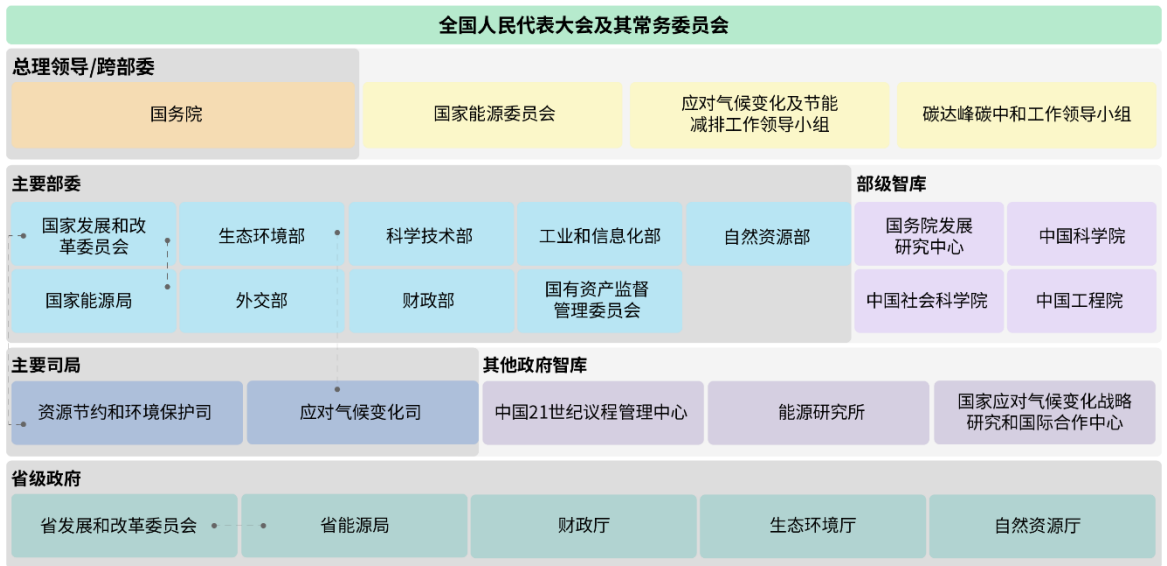 全国人民代表大会及其常务委员会
总理领导/跨部委
国务院
国家能源委员会
应对气候变化及节能
减排工作领导小组
碳达峰碳中和工作领导小组
主要部委
国家发展和改
革委员会
生态环境部
科学技术部
工业和信息化部
自然资源部
国家能源局
外交部
财政部
国有资产监督
管理委员会
部级智库
国务院发展
研究中心
中国科学院
中国社会科学院
中国工程院
主要司局
资源节约和环境保护司
应对气候变化司
其他政府智库
中国21世纪议程管理中心
能源研究所
国家应对气候变化战略
研究和国际合作中心
省级政府
省发展和改革委员会
省能源局
财政厅
生态环境厅
自然资源厅